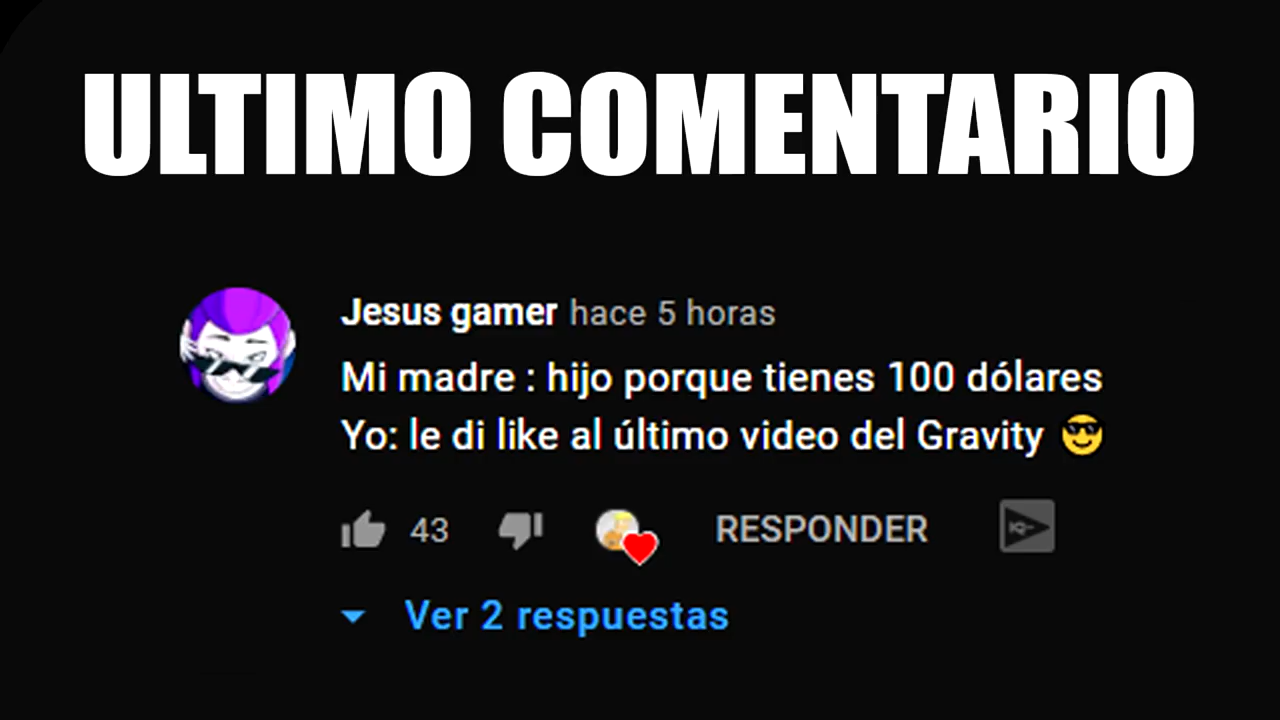 ULTIMO COMENTARIO
Jesus gamer hace 5 horas
Mi madre : hijo porque tienes 100 dólares
Yo: le di like al último video del Gravity 😎
43 RESPONDER
Ver 2 respuestas